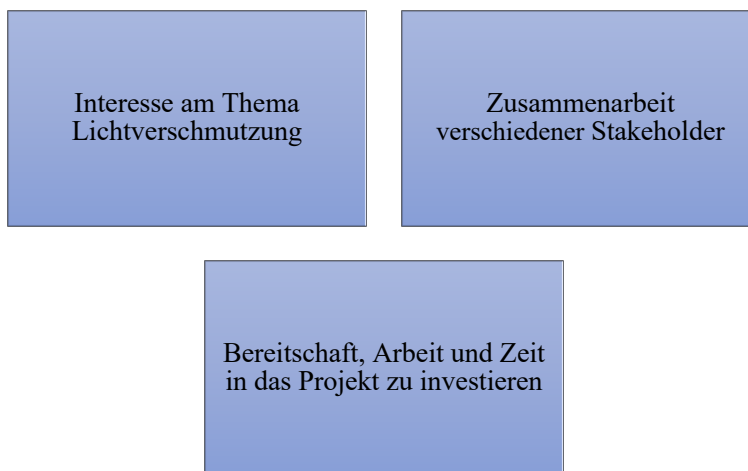 Interesse am Thema
Lichtverschmutzung
Zusammenarbeit
verschiedener Stakeholder
Bereitschaft, Arbeit und Zeit
in das Projekt zu investieren